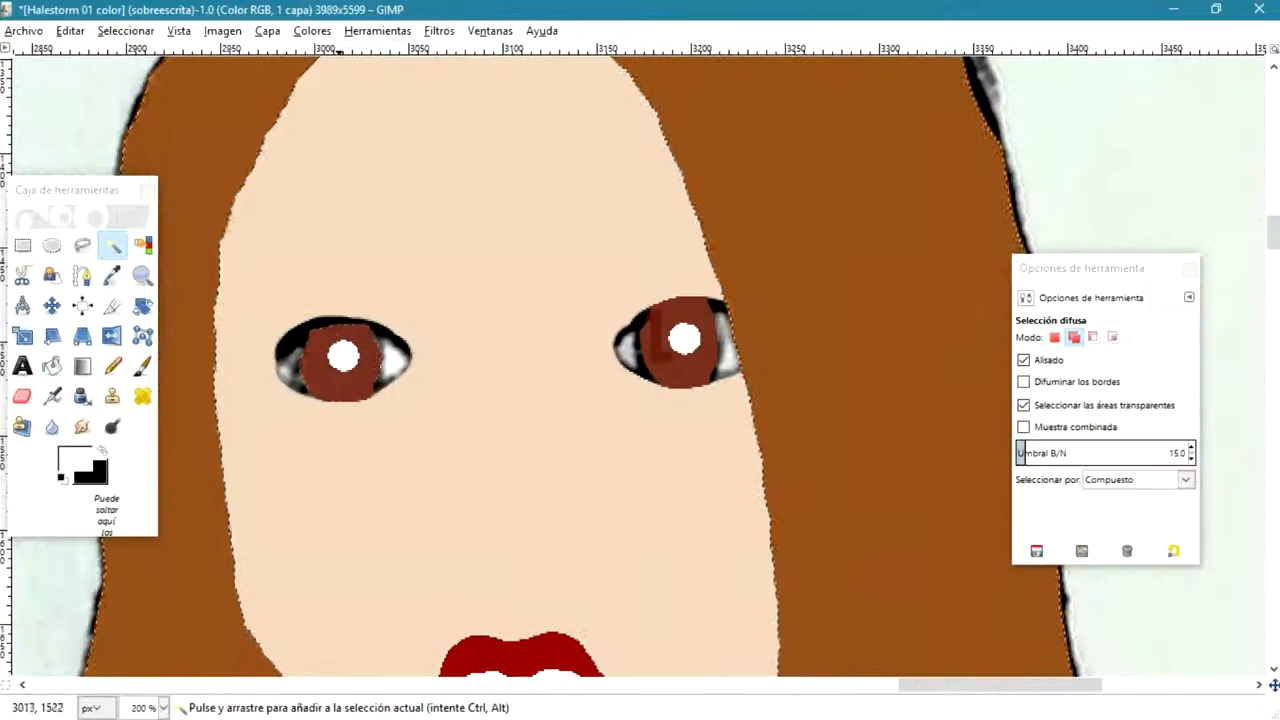 *[Halestorm 01 color] (sobreescrita)-1.0 (Color RGB, 1 capa) 3989x5599 – GIMP
Archivo Editar Seleccionar Vista Imagen Capa Colores Herramientas Filtros Ventanas Ayuda
2850 2900 2950 3000 3050 3100 3150 3200 3250 3300 3350 3400 3450
Caja de herramientas
Puede
soltar
aquí
los
Opciones de herramienta
Opciones de herramienta
Selección difusa
Modo:
Alisado
Difuminar los bordes
Seleccionar las áreas transparentes
Muestra combinada
Umbral B/N 15.0
Seleccionar por: Compuesto
3013, 1522 px 200 % Pulse y arrastre para añadir a la selección actual (intente Ctrl, Alt)